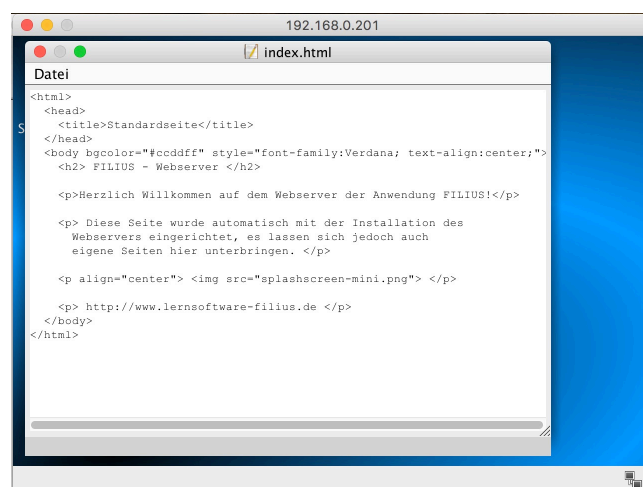 192.168.0.201
index.html
Datei
<html>
<head>
<title>Standardseite</title>
</head>
<body bgcolor="#ccddff" style="font-family:Verdana; text-align:center;">
<h2> FILIUS - Webserver </h2>
<p>Herzlich Willkommen auf dem Webserver der Anwendung FILIUS!</p>
<p> Diese Seite wurde automatisch mit der Installation des
Webservers eingerichtet, es lassen sich jedoch auch
eigene Seiten hier unterbringen. </p>
<p align="center"> <img src="splashscreen-mini.png"> </p>
<p> http://www.lernsoftware-filius.de </p>
</body>
</html>